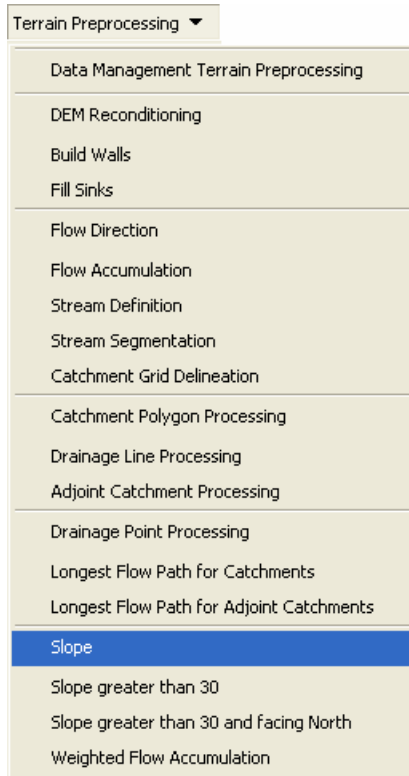 Terrain Preprocessing ▼
Data Management Terrain Preprocessing
DEM Reconditioning
Build Walls
Fill Sinks
Flow Direction
Flow Accumulation
Stream Definition
Stream Segmentation
Catchment Grid Delineation
Catchment Polygon Processing
Drainage Line Processing
Adjoint Catchment Processing
Drainage Point Processing
Longest Flow Path for Catchments
Longest Flow Path for Adjoint Catchments
Slope
Slope greater than 30
Slope greater than 30 and facing North
Weighted Flow Accumulation